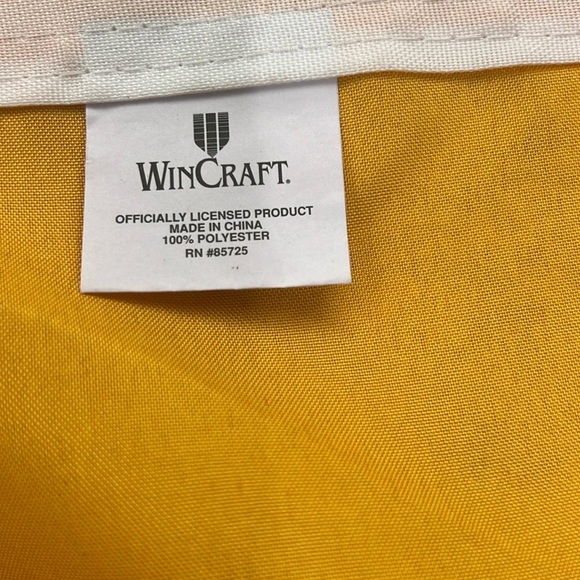 WINCRAFT.
OFFICIALLY LICENSED PRODUCT
MADE IN CHINA
100% POLYESTER
RN #85725